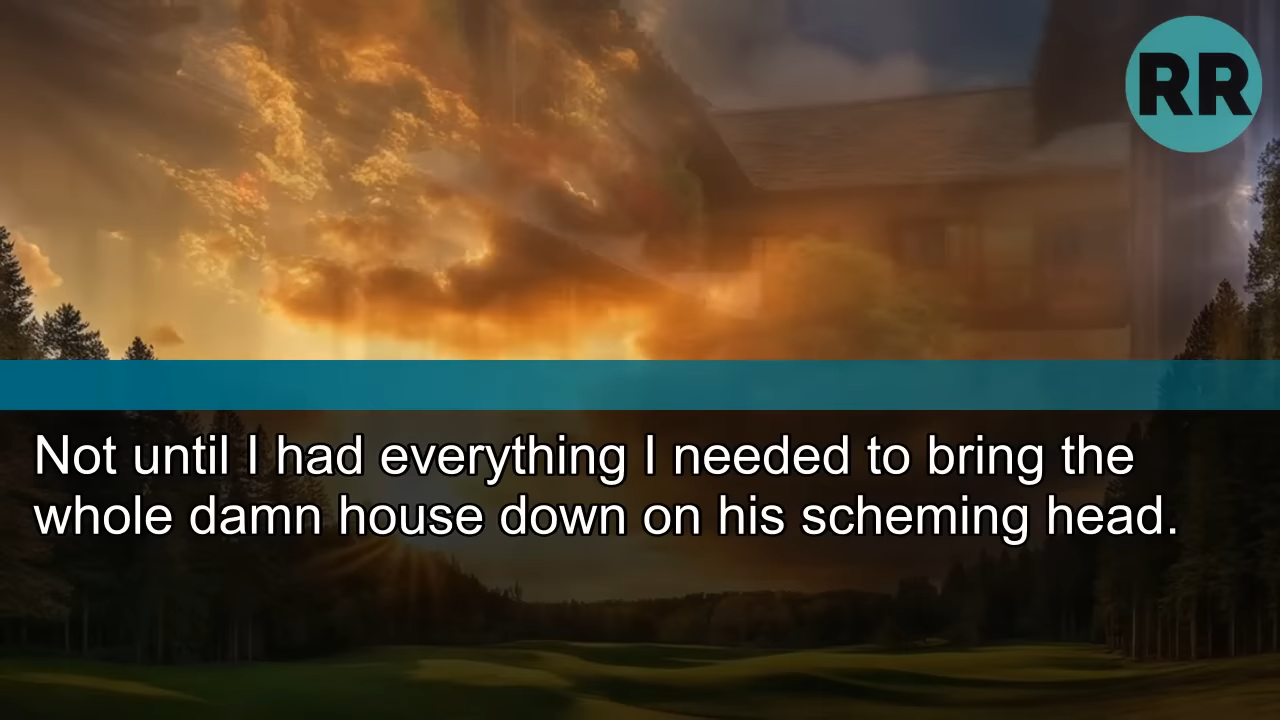 RR
Not until I had everything I needed to bring the
whole damn house down on his scheming head.